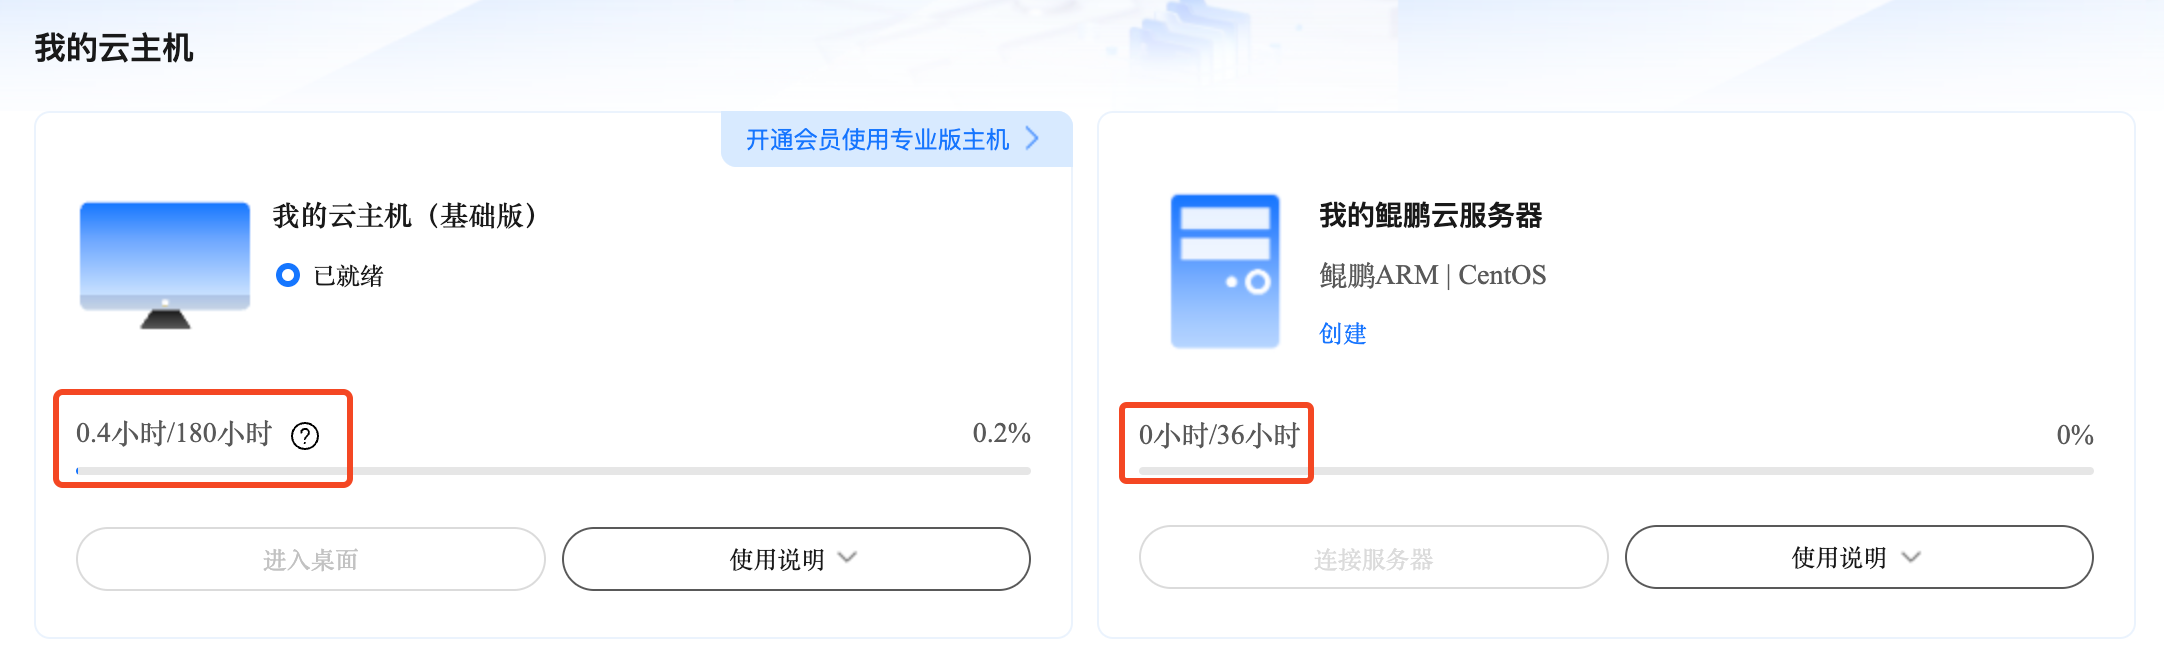 我的云主机
开通会员使用专业版主机
我的云主机（基础版）
已就绪
0.4小时/180小时 ?
0.2%
进入桌面
使用说明
我的鲲鹏云服务器
鲲鹏ARM | CentOS
创建
0小时/36小时
0%
连接服务器
使用说明